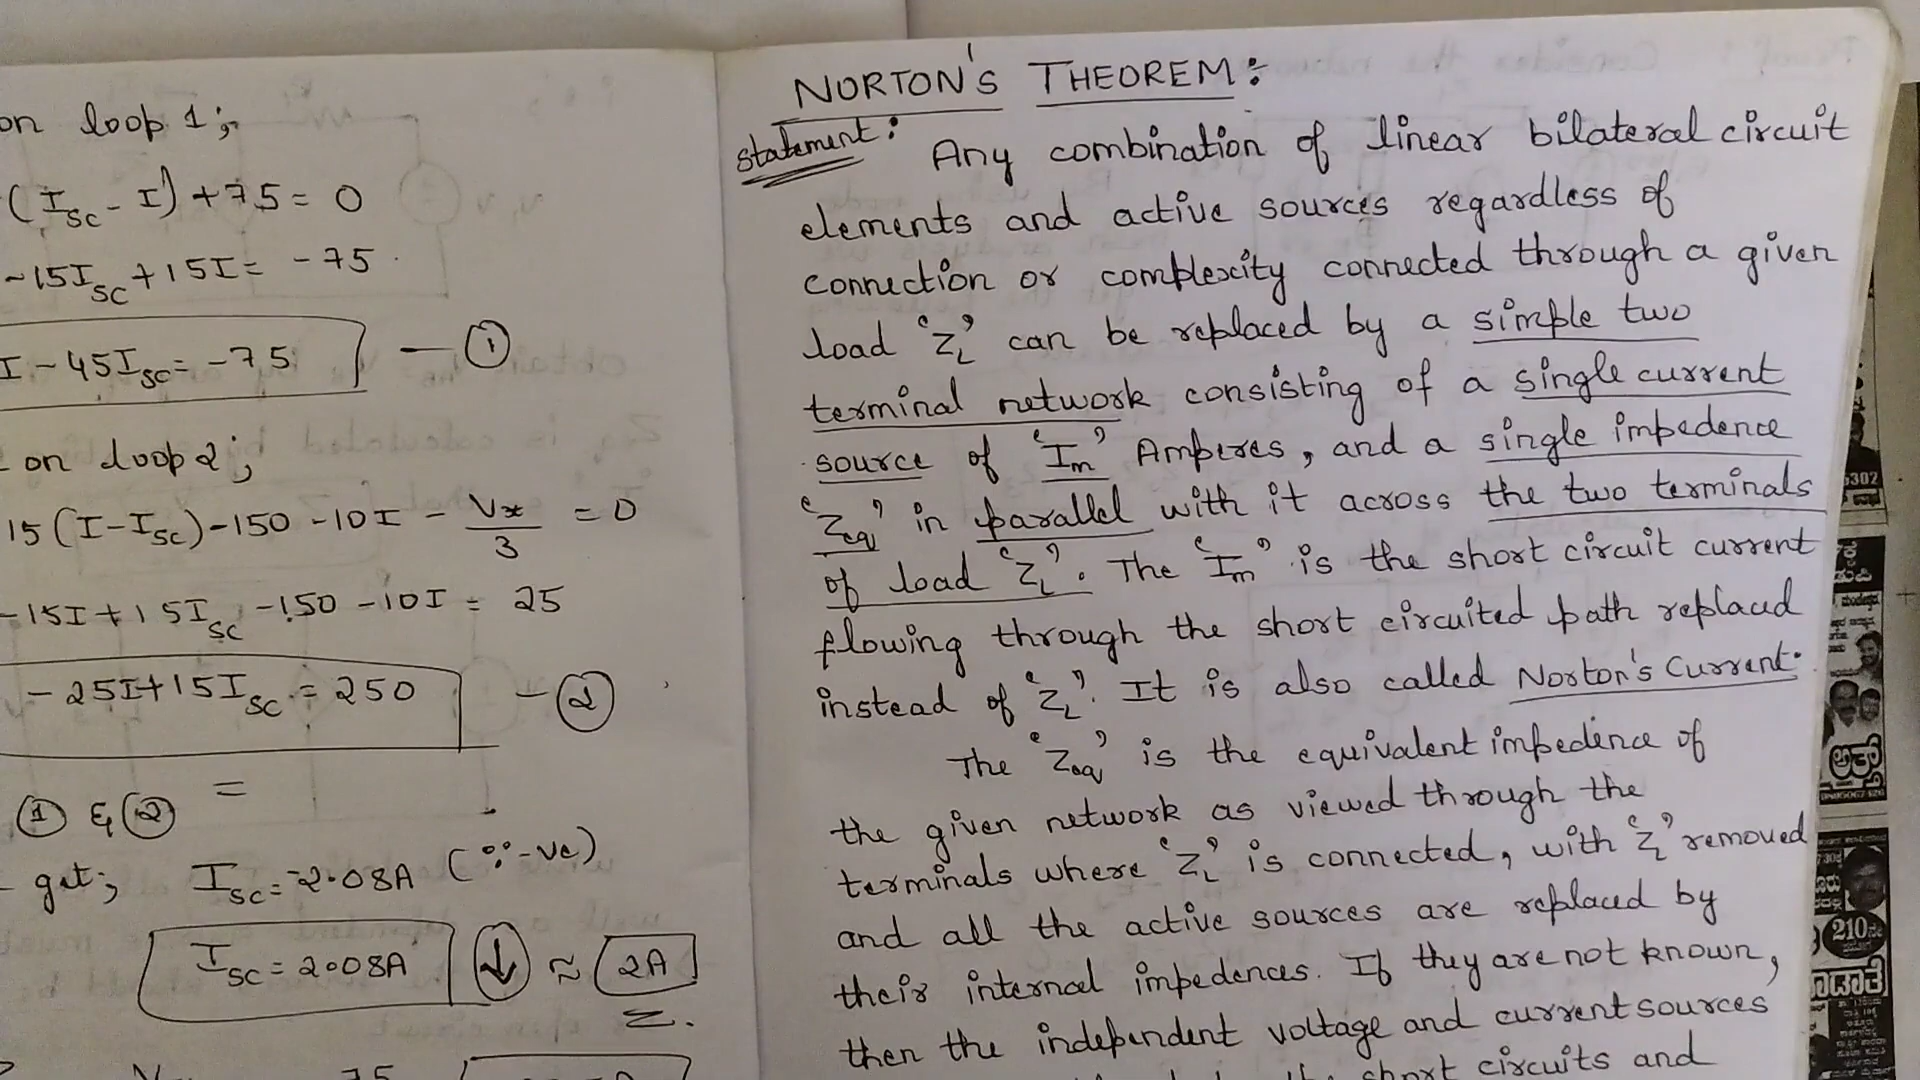 on loop 1;
(Isc - I) + 75 = 0
-15Isc + 15I = -75
I - 45Isc = -75 — ①
on loop 2;
15(I-Isc) -150 -10I - Vx/3 = 0
-15I + 15Isc -150 -10I = 25
-25I + 15Isc = 250 — ②
① & ②
get; Isc = -2.08A (∵ -ve)
Isc = 2.08A ↓ ≈ 2A
75
NORTON'S THEOREM:
statement: Any combination of linear bilateral circuit
elements and active sources regardless of
connection or complexity connected through a given
load 'ZL' can be replaced by a simple two
terminal network consisting of a single current
source of 'Im' Amperes, and a single impedence
'Zeq' in parallel with it across the two terminals
of load 'ZL'. The 'Im' is the short circuit current
flowing through the short circuited path replaced
instead of 'ZL'. It is also called Norton's Current.
The 'Zeq' is the equivalent impedence of
the given network as viewed through the
terminals where 'ZL' is connected, with 'ZL' removed
and all the active sources are replaced by
their internal impedences. If they are not known,
then the independent voltage and current sources
short circuits and
5302
210ನೇ